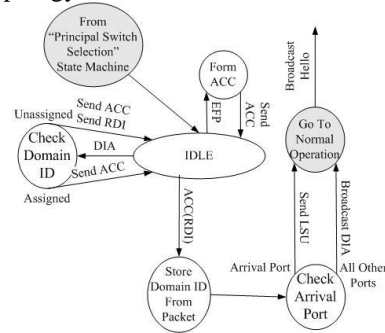 opology
From
"Principal Switch
Selection"
State Machine
Form
ACC
Broadcast
Hello
Unassigned
Send ACC
Send RDI
EFP
Send
ACC
Go To
Normal
Operation
Check
Domain
ID
DIA
IDLE
Send ACC
Assigned
ACC(RDI)
Send LSU
Broadcast DIA
Store
Domain ID
From
Packet
Arrival Port
All Other
Ports
Check
Arrival
Port